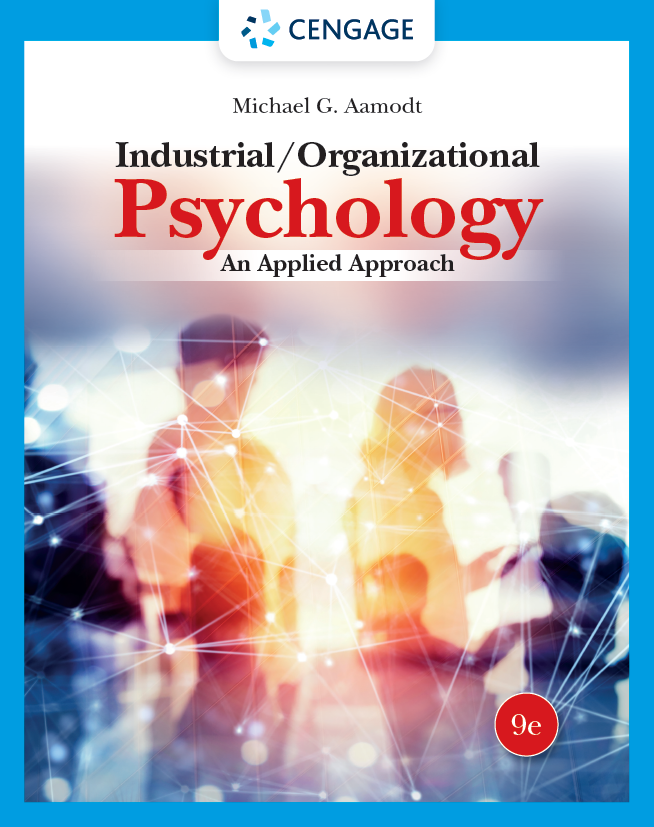 CENGAGE
Michael G. Aamodt
Industrial/Organizational
Psychology
An Applied Approach
9e